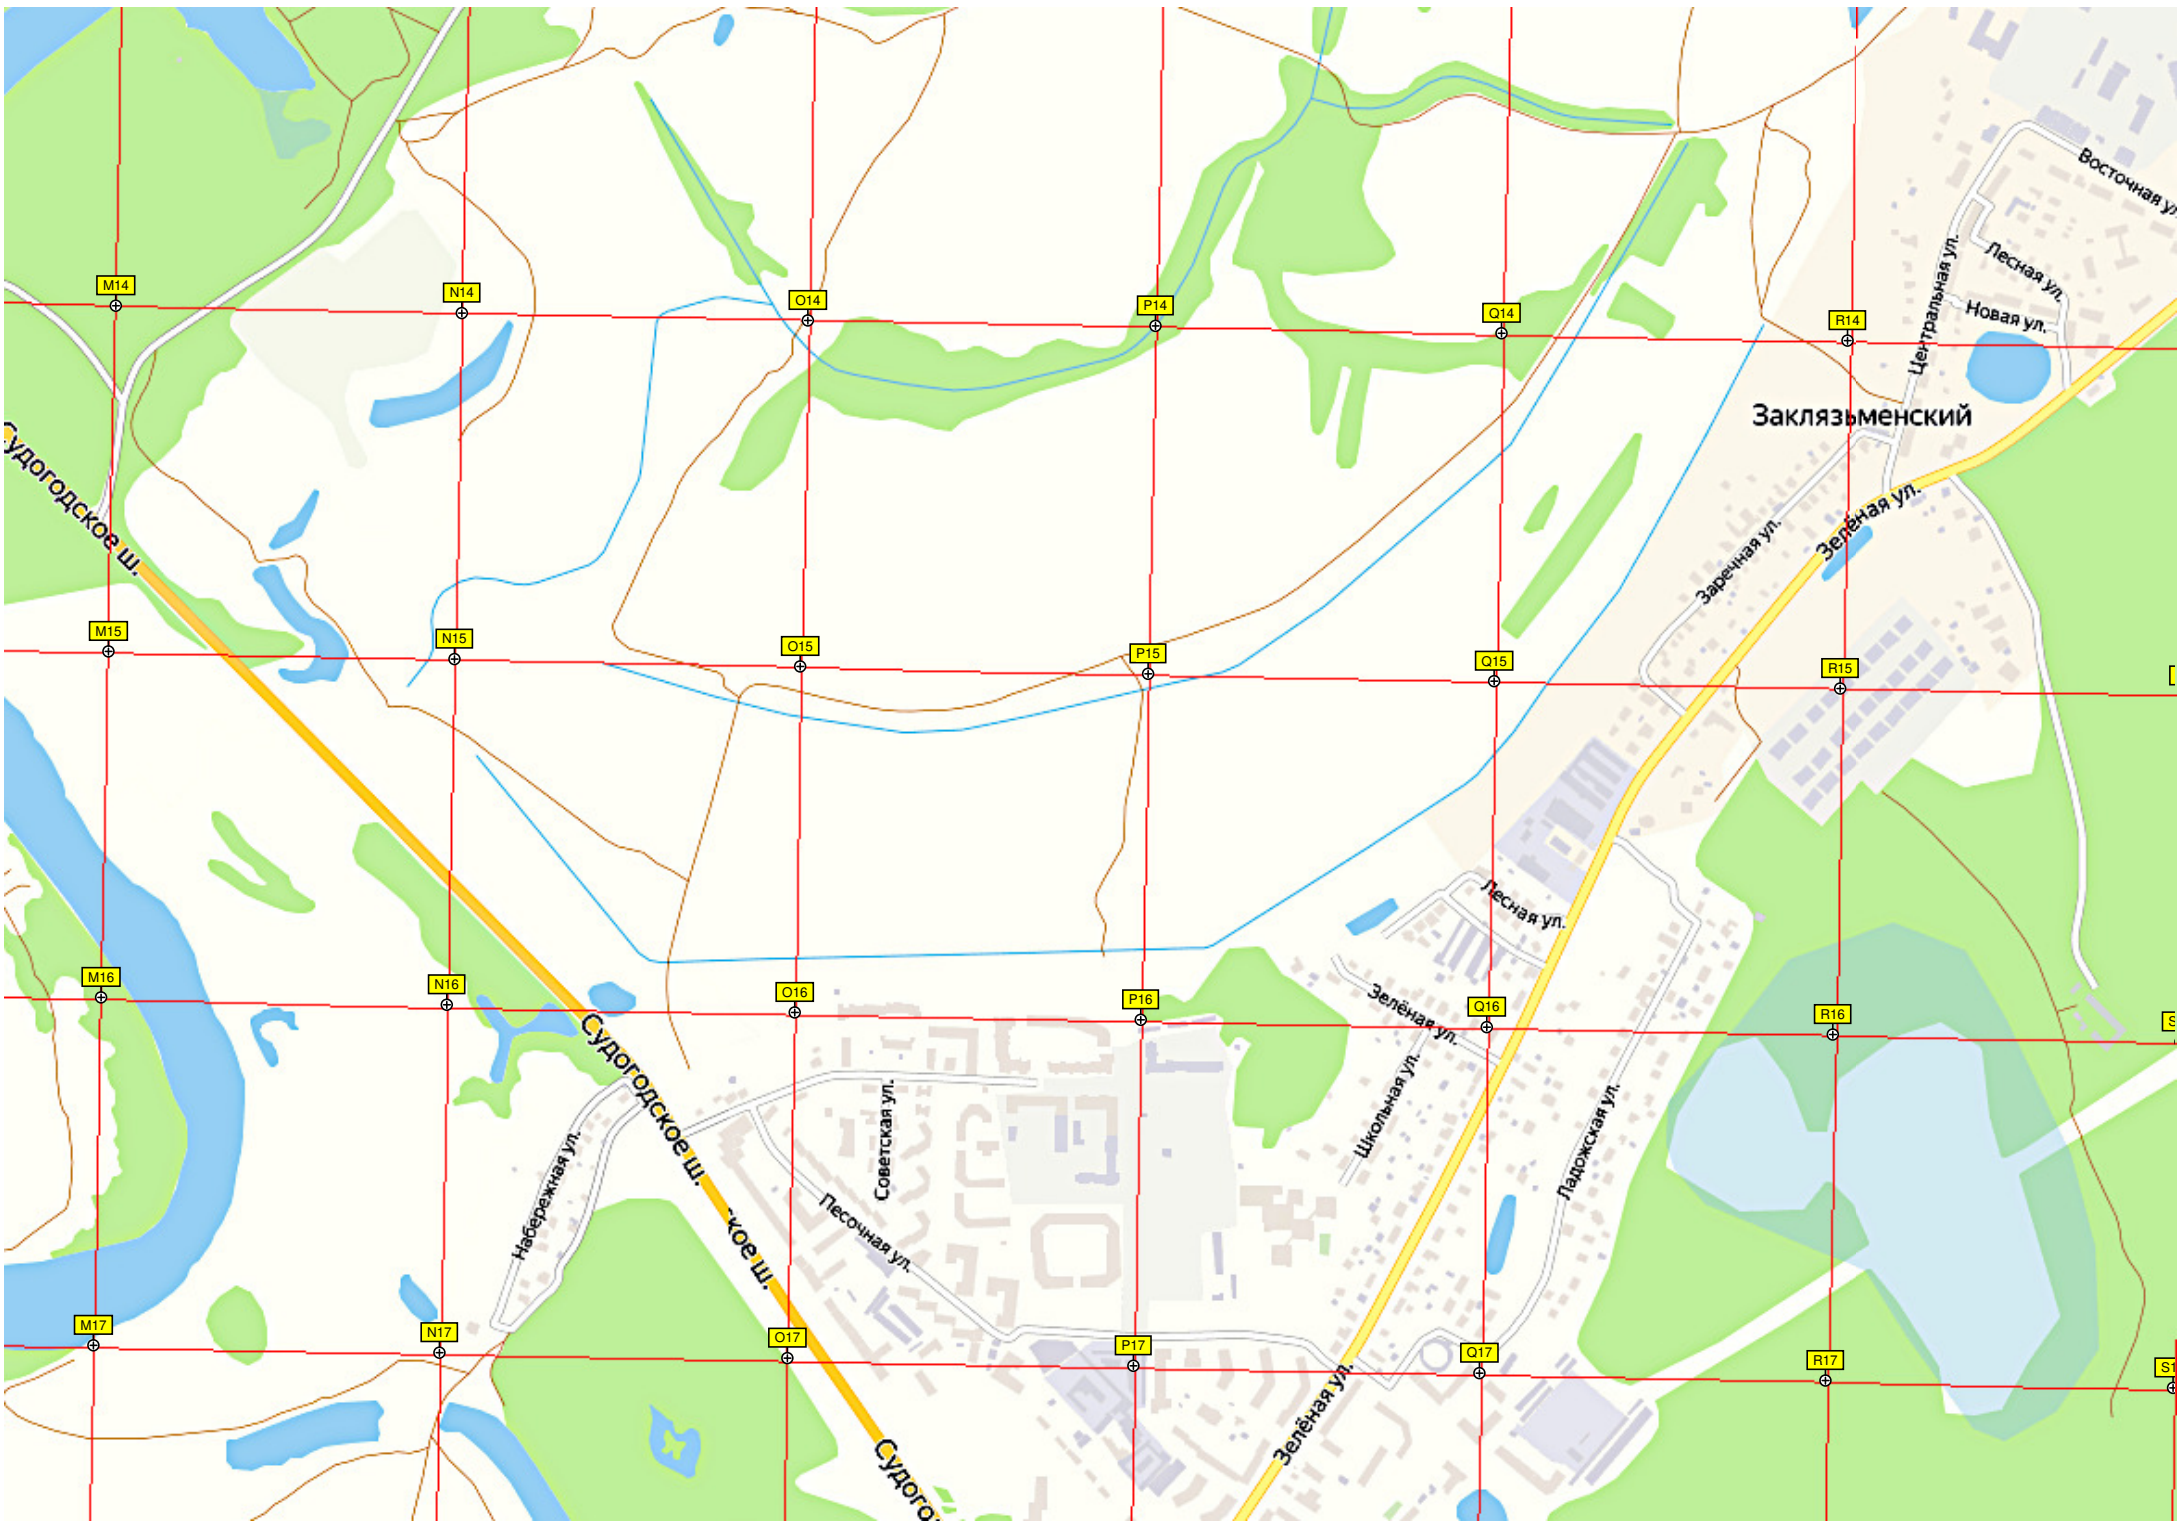 Восточная ул.
Лесная ул.
Центральная ул.
Новая ул.
M14
N14
O14
P14
Q14
R14
Заклязьменский
Судогодское ш.
Зелёная ул.
Заречная ул.
M15
N15
O15
P15
Q15
R15
Лесная ул.
M16
N16
O16
P16
Q16
R16
Зелёная ул.
Судогодское ш.
Школьная ул.
Советская ул.
Ладожская ул.
Набережная ул.
Песочная ул.
ское ш.
M17
N17
O17
P17
Q17
R17
Зелёная ул.